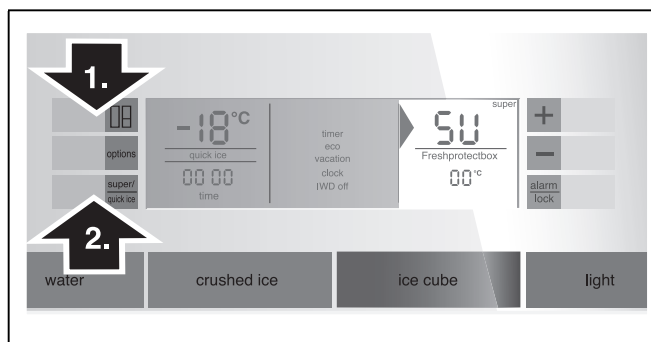 1.
options
super/
quick ice
2.
-18°C
quick ice
00 00
time
timer
eco
vacation
clock
IWD off
super
SU
Freshprotectbox
00°C
+
-
alarm
lock
water
crushed ice
ice cube
light